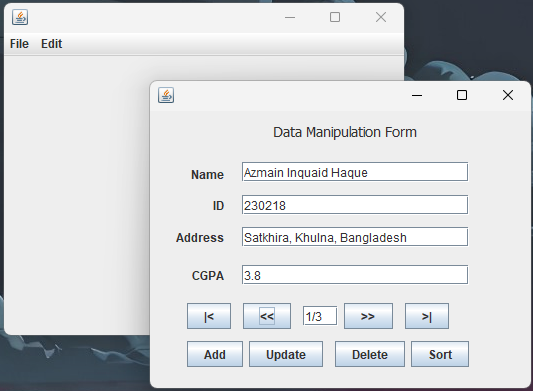 File Edit
Data Manipulation Form
Name Azmain Inquaid Haque
ID 230218
Address Satkhira, Khulna, Bangladesh
CGPA 3.8
|< << 1/3 >> >|
Add Update Delete Sort